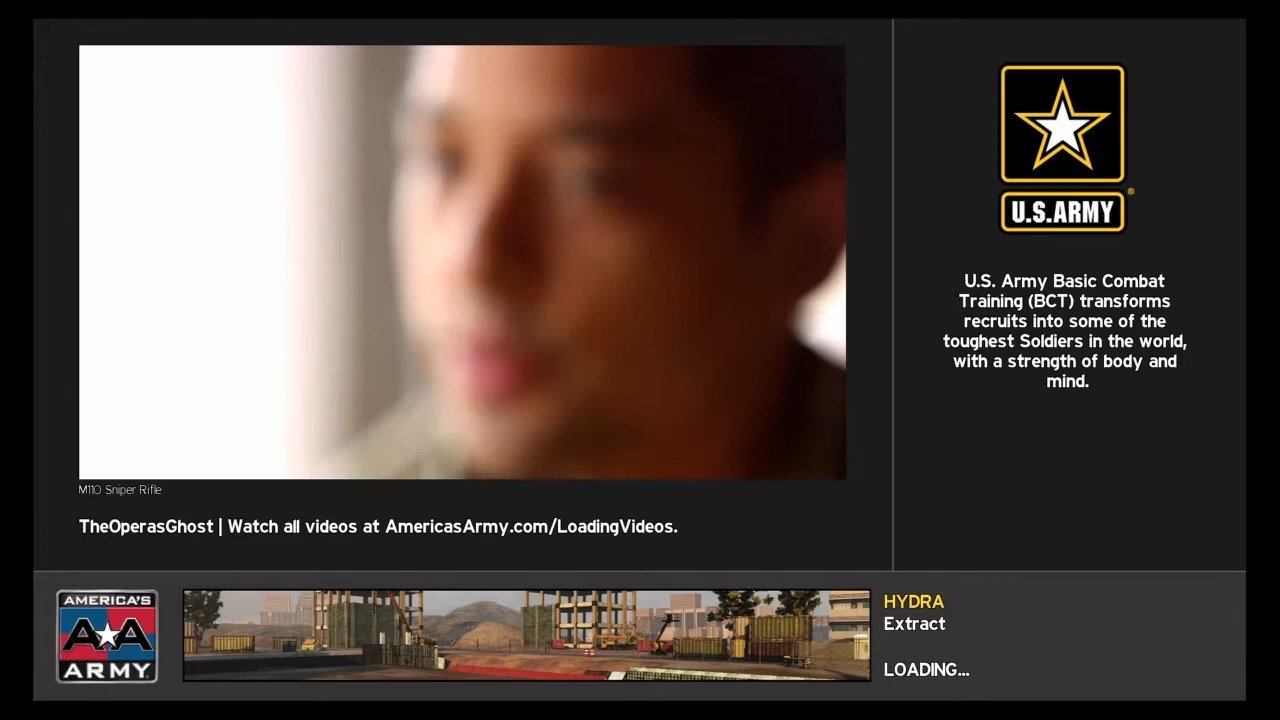 U.S.ARMY
®
U.S. Army Basic Combat
Training (BCT) transforms
recruits into some of the
toughest Soldiers in the world,
with a strength of body and
mind.
M110 Sniper Rifle
TheOperasGhost | Watch all videos at AmericasArmy.com/LoadingVideos.
AMERICA'S
AA
ARMY
HYDRA
Extract
LOADING...